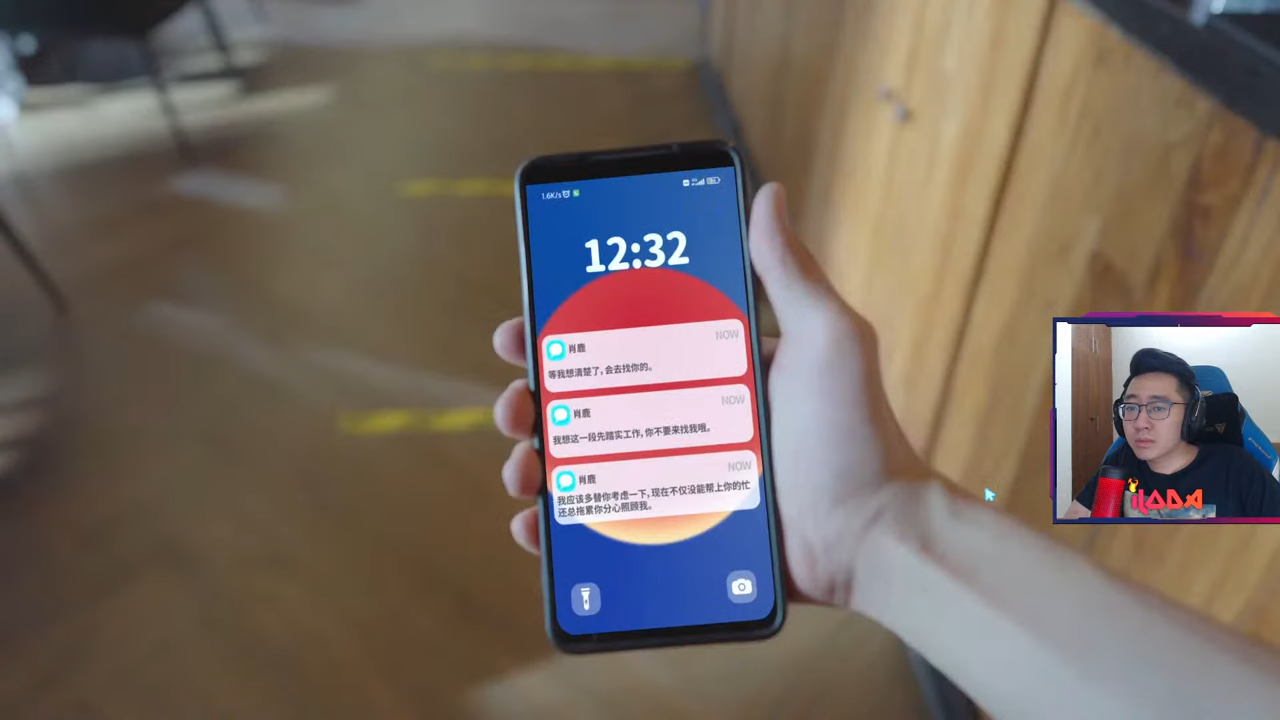 1.6K/s
12:32
肖鹿
NOW
等我想清楚了,会去找你的。
肖鹿
NOW
我想这一段先踏实工作,你不要来找我哦。
肖鹿
NOW
我应该多替你考虑一下,现在不仅没能帮上你的忙
还总拖累你分心照顾我。